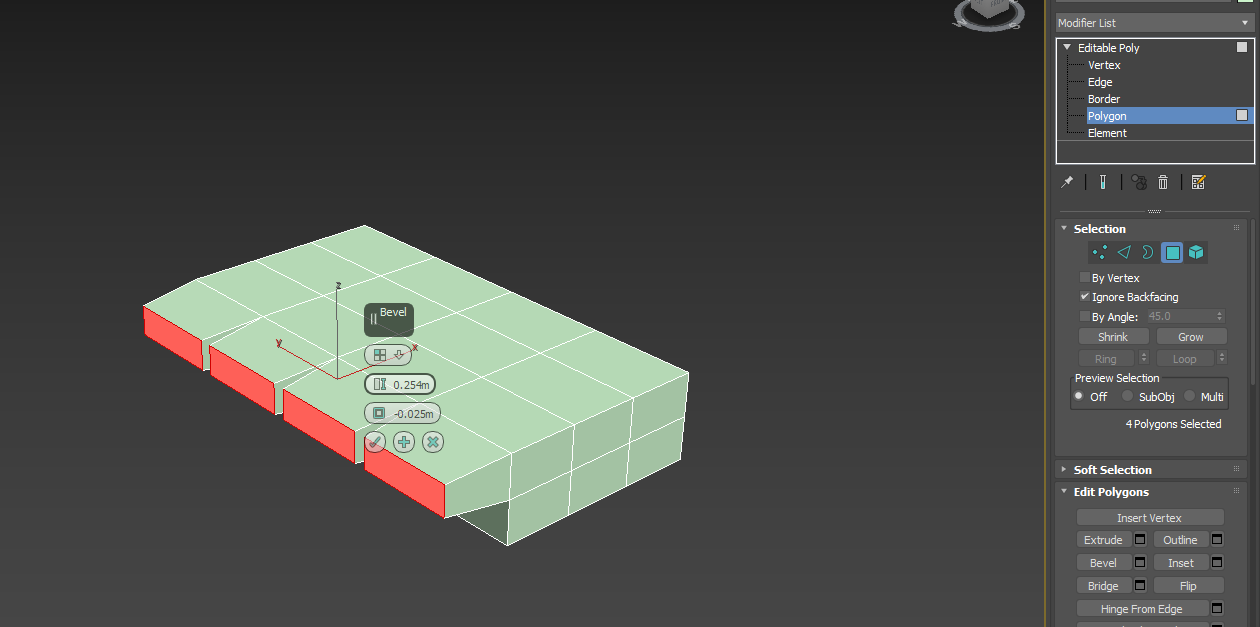 Modifier List
Editable Poly
Vertex
Edge
Border
Polygon
Element
Selection
By Vertex
Ignore Backfacing
By Angle: 45.0
Shrink Grow
Ring Loop
Preview Selection
Off SubObj Multi
4 Polygons Selected
Soft Selection
Edit Polygons
Insert Vertex
Extrude Outline
Bevel Inset
Bridge Flip
Hinge From Edge
z
y
x
Bevel
0.254m
-0.025m
S